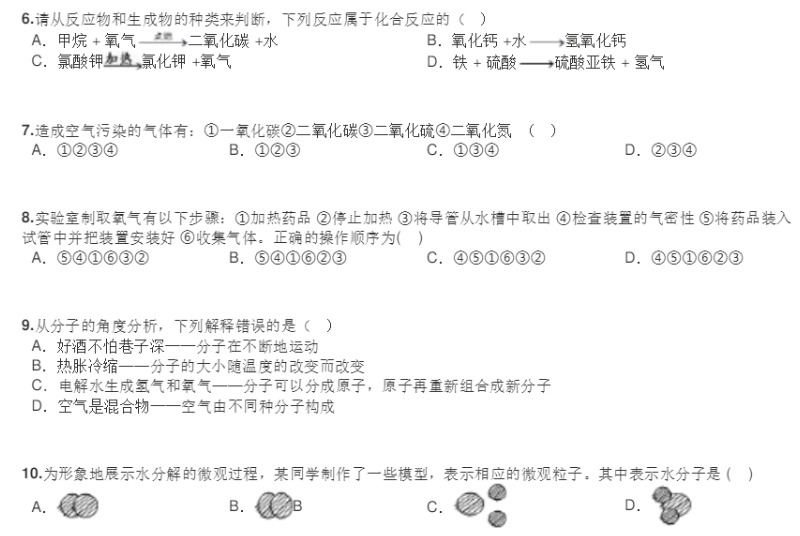 6.请从反应物和生成物的种类来判断，下列反应属于化合反应的（ ）
A．甲烷 + 氧气 点燃 二氧化碳 +水 B．氧化钙 +水 ⟶ 氢氧化钙
C．氯酸钾 加热 氯化钾 +氧气 D．铁 + 硫酸 ⟶ 硫酸亚铁 + 氢气
7.造成空气污染的气体有：①一氧化碳②二氧化碳③二氧化硫④二氧化氮 （ ）
A．①②③④ B．①②③ C．①③④ D．②③④
8.实验室制取氧气有以下步骤：①加热药品 ②停止加热 ③将导管从水槽中取出 ④检查装置的气密性 ⑤将药品装入
试管中并把装置安装好 ⑥收集气体。正确的操作顺序为( )
A．⑤④①⑥③② B．⑤④①⑥②③ C．④⑤①⑥③② D．④⑤①⑥②③
9.从分子的角度分析，下列解释错误的是（ ）
A．好酒不怕巷子深——分子在不断地运动
B．热胀冷缩——分子的大小随温度的改变而改变
C．电解水生成氢气和氧气——分子可以分成原子，原子再重新组合成新分子
D．空气是混合物——空气由不同种分子构成
10.为形象地展示水分解的微观过程，某同学制作了一些模型，表示相应的微观粒子。其中表示水分子是（ ）
A． B． B C． D．